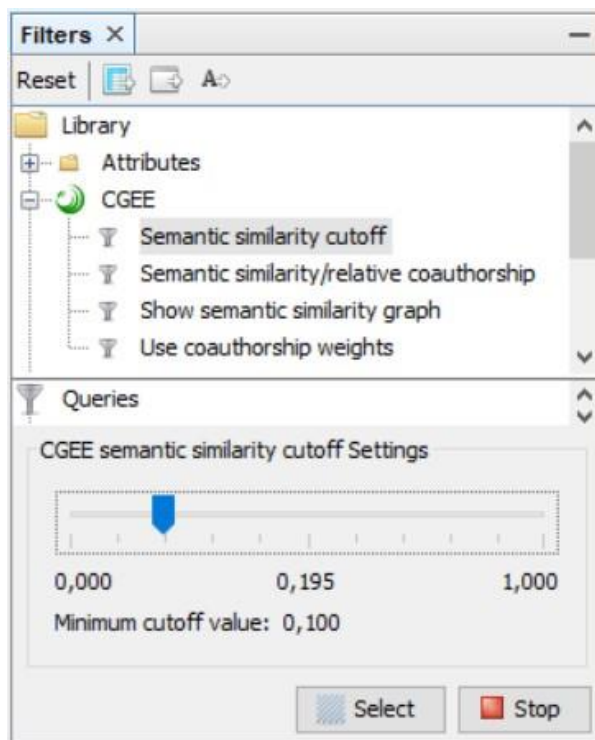 Filters
Reset
Library
Attributes
CGEE
Semantic similarity cutoff
Semantic similarity/relative coauthorship
Show semantic similarity graph
Use coauthorship weights
Queries
CGEE semantic similarity cutoff Settings
0,000 0,195 1,000
Minimum cutoff value: 0,100
Select Stop